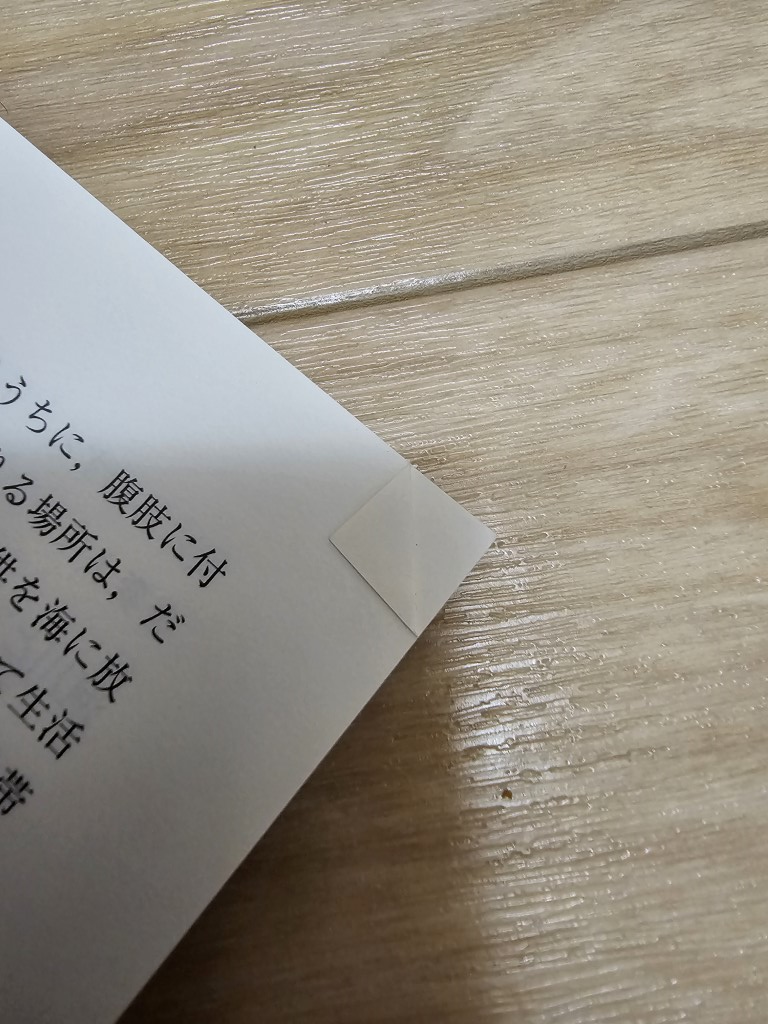 うちに，腹肢に付
る場所は，だ
を海に放
て生活
帯